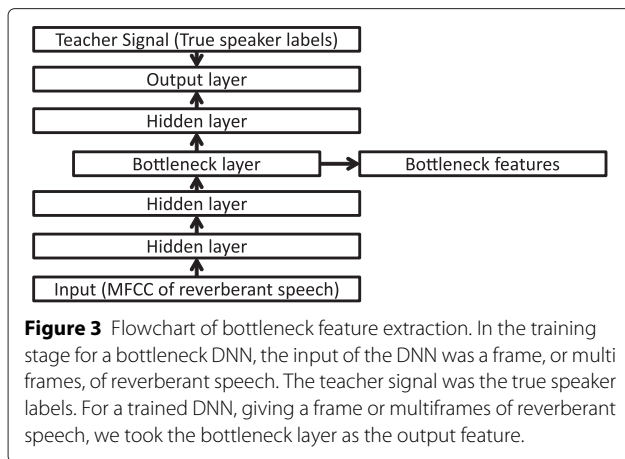 Teacher Signal (True speaker labels)
Output layer
Hidden layer
Bottleneck layer
Bottleneck features
Hidden layer
Hidden layer
Input (MFCC of reverberant speech)
Figure 3 Flowchart of bottleneck feature extraction. In the training
stage for a bottleneck DNN, the input of the DNN was a frame, or multi
frames, of reverberant speech. The teacher signal was the true speaker
labels. For a trained DNN, giving a frame or multiframes of reverberant
speech, we took the bottleneck layer as the output feature.